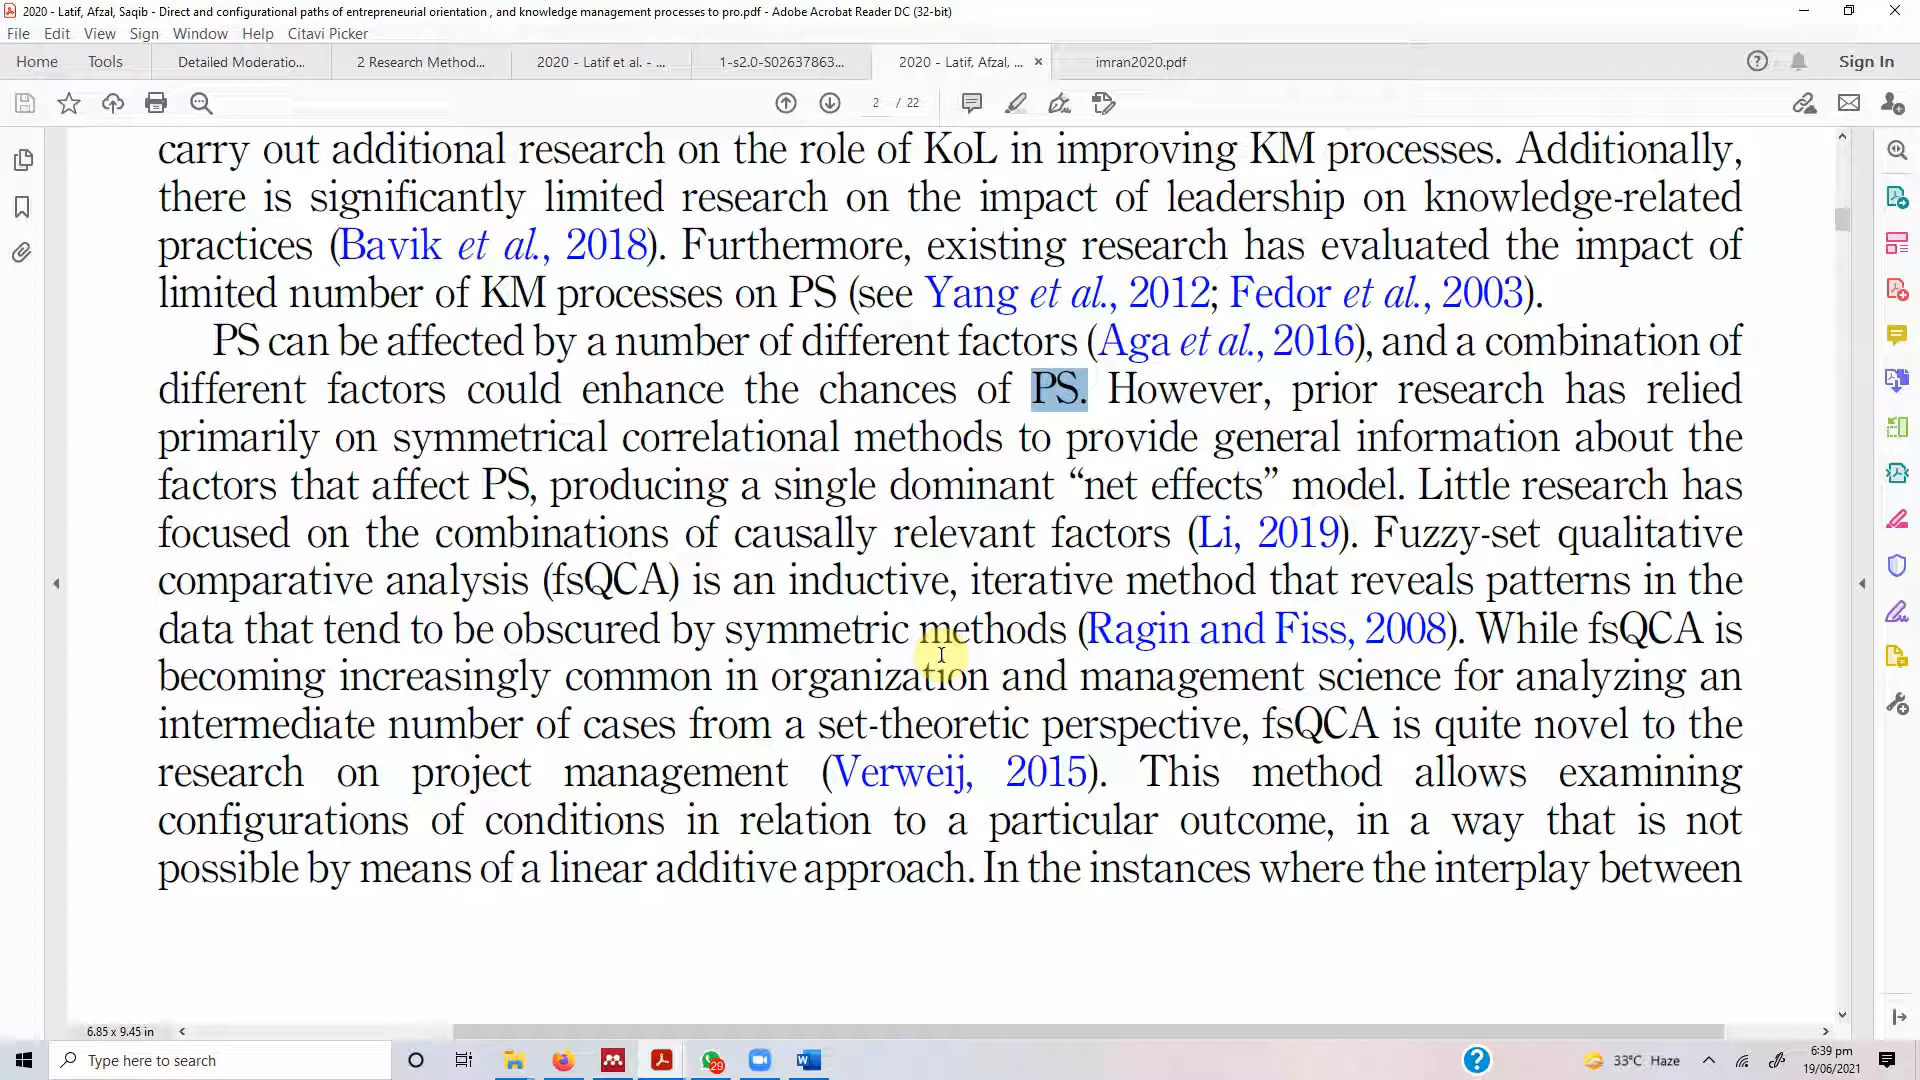 2020 - Latif, Afzal, Saqib - Direct and configurational paths of entrepreneurial orientation , and knowledge management processes to pro.pdf - Adobe Acrobat Reader DC (32-bit)
File Edit View Sign Window Help Citavi Picker
Home Tools Detailed Moderatio... 2 Research Method... 2020 - Latif et al. - ... 1-s2.0-S02637863... 2020 - Latif, Afzal, ... × imran2020.pdf Sign In
2 / 22
carry out additional research on the role of KoL in improving KM processes. Additionally,
there is significantly limited research on the impact of leadership on knowledge-related
practices (Bavik et al., 2018). Furthermore, existing research has evaluated the impact of
limited number of KM processes on PS (see Yang et al., 2012; Fedor et al., 2003).
PS can be affected by a number of different factors (Aga et al., 2016), and a combination of
different factors could enhance the chances of PS. However, prior research has relied
primarily on symmetrical correlational methods to provide general information about the
factors that affect PS, producing a single dominant “net effects” model. Little research has
focused on the combinations of causally relevant factors (Li, 2019). Fuzzy-set qualitative
comparative analysis (fsQCA) is an inductive, iterative method that reveals patterns in the
data that tend to be obscured by symmetric methods (Ragin and Fiss, 2008). While fsQCA is
becoming increasingly common in organization and management science for analyzing an
intermediate number of cases from a set-theoretic perspective, fsQCA is quite novel to the
research on project management (Verweij, 2015). This method allows examining
configurations of conditions in relation to a particular outcome, in a way that is not
possible by means of a linear additive approach. In the instances where the interplay between
6.85 x 9.45 in
Type here to search
29
33°C Haze
6:39 pm
19/06/2021